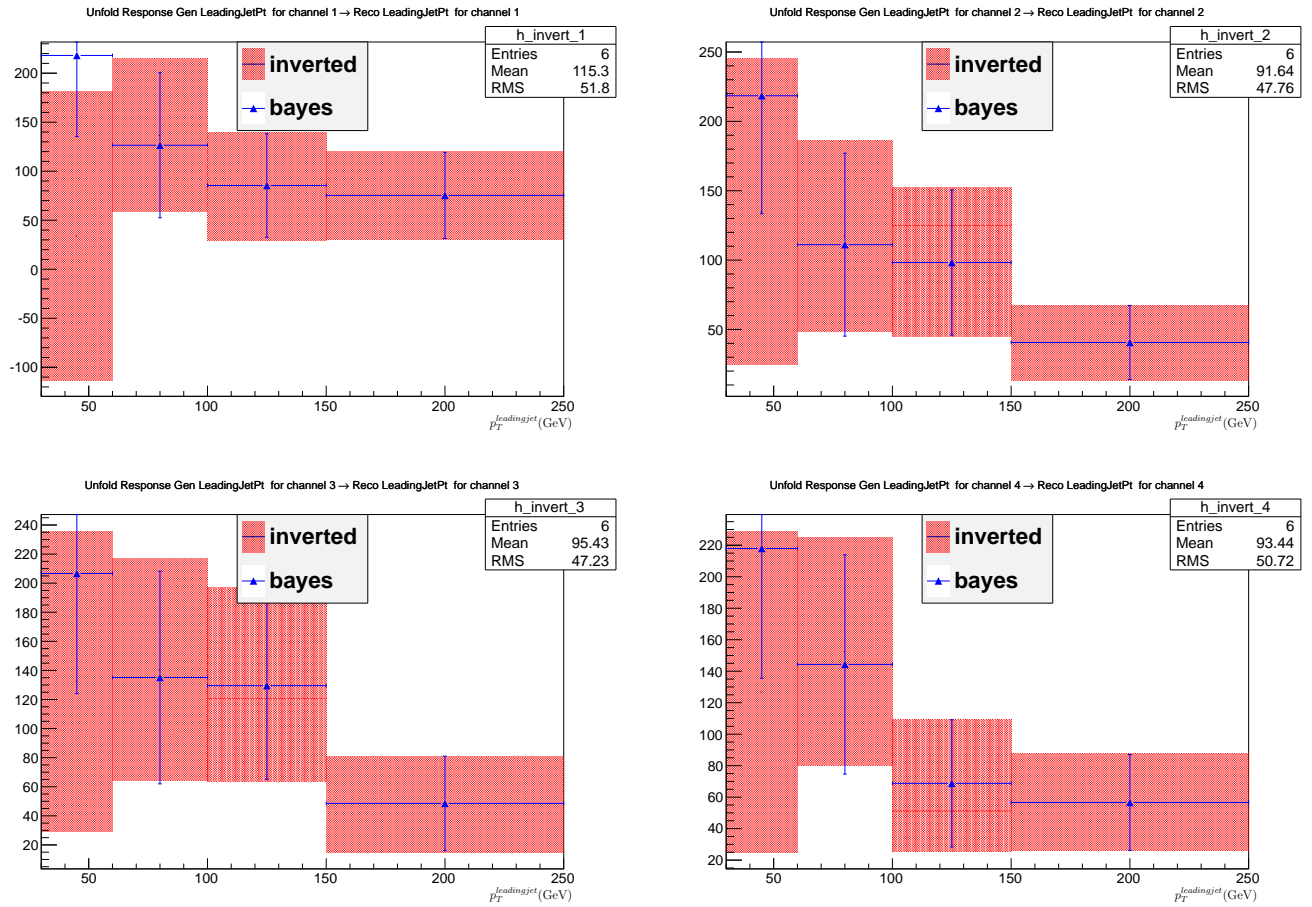 Unfold Response Gen LeadingJetPt for channel 1 → Reco LeadingJetPt for channel 1
h_invert_1
Entries 6
Mean 115.3
RMS 51.8
inverted
bayes
200
150
100
50
0
-50
-100
50 100 150 200 250
p_T^{leadingjet}(GeV)
Unfold Response Gen LeadingJetPt for channel 2 → Reco LeadingJetPt for channel 2
h_invert_2
Entries 6
Mean 91.64
RMS 47.76
inverted
bayes
250
200
150
100
50
50 100 150 200 250
p_T^{leadingjet}(GeV)
Unfold Response Gen LeadingJetPt for channel 3 → Reco LeadingJetPt for channel 3
h_invert_3
Entries 6
Mean 95.43
RMS 47.23
inverted
bayes
240
220
200
180
160
140
120
100
80
60
40
20
50 100 150 200 250
p_T^{leadingjet}(GeV)
Unfold Response Gen LeadingJetPt for channel 4 → Reco LeadingJetPt for channel 4
h_invert_4
Entries 6
Mean 93.44
RMS 50.72
inverted
bayes
220
200
180
160
140
120
100
80
60
40
20
50 100 150 200 250
p_T^{leadingjet}(GeV)